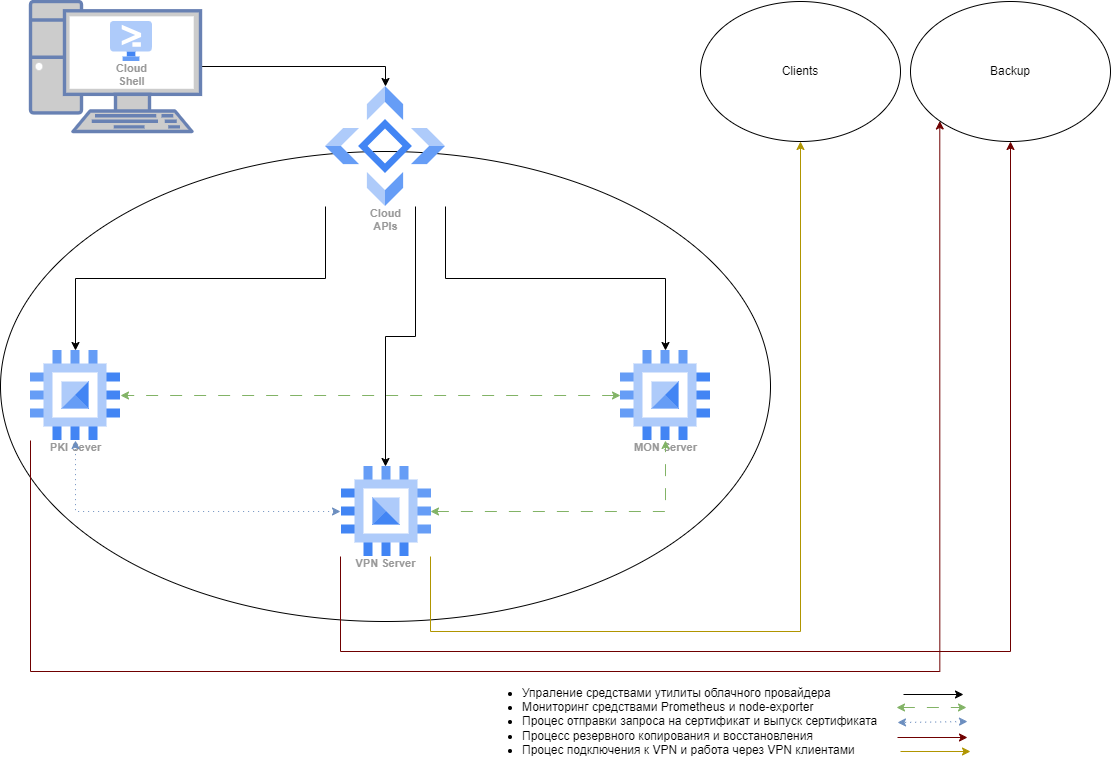 Cloud
Shell
Clients
Backup
Cloud
APIs
PKI Sever
MON Server
VPN Server
Упраление средствами утилиты облачного провайдера
Мониторинг средствами Prometheus и node-exporter
Процес отправки запроса на сертификат и выпуск сертификата
Процесс резервного копирования и восстановления
Процес подключения к VPN и работа через VPN клиентами